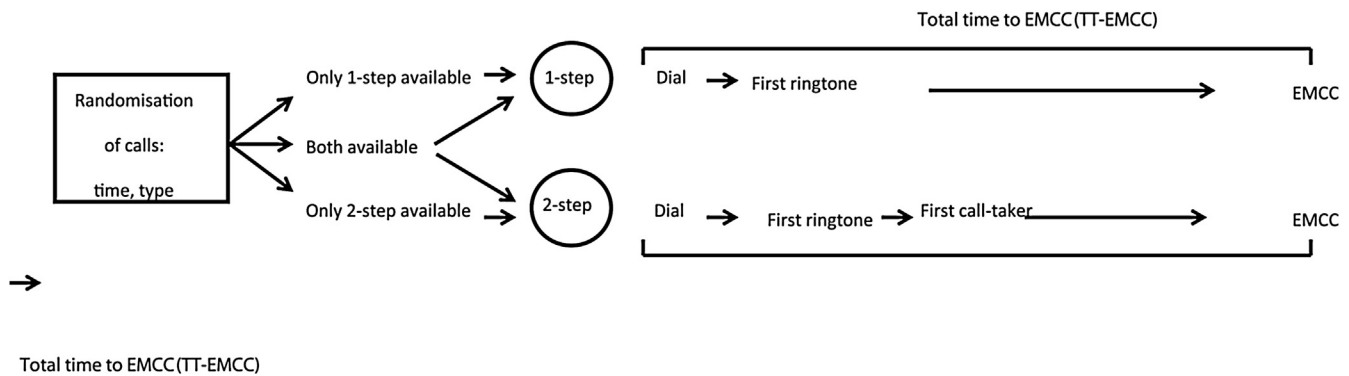 Total time to EMCC (TT-EMCC)
Randomisation
of calls:
time, type
Only 1-step available
Both available
Only 2-step available
1-step
2-step
Dial
First ringtone
EMCC
Dial
First ringtone
First call-taker
EMCC
Total time to EMCC (TT-EMCC)